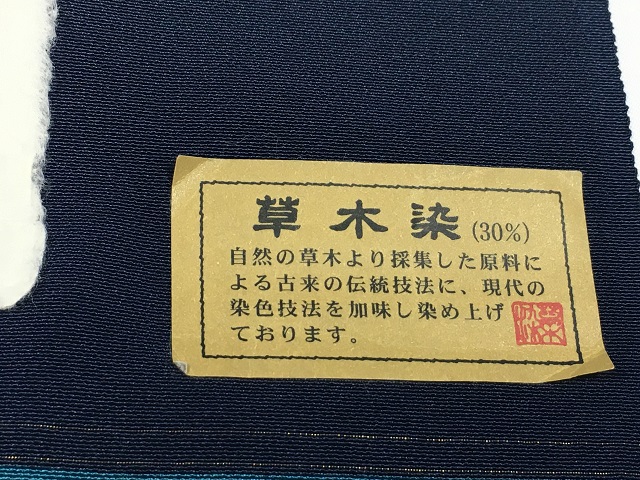 草木染(30%)
自然の草木より採集した原料に
よる古来の伝統技法に、現代の
染色技法を加味し染め上げ
ております。